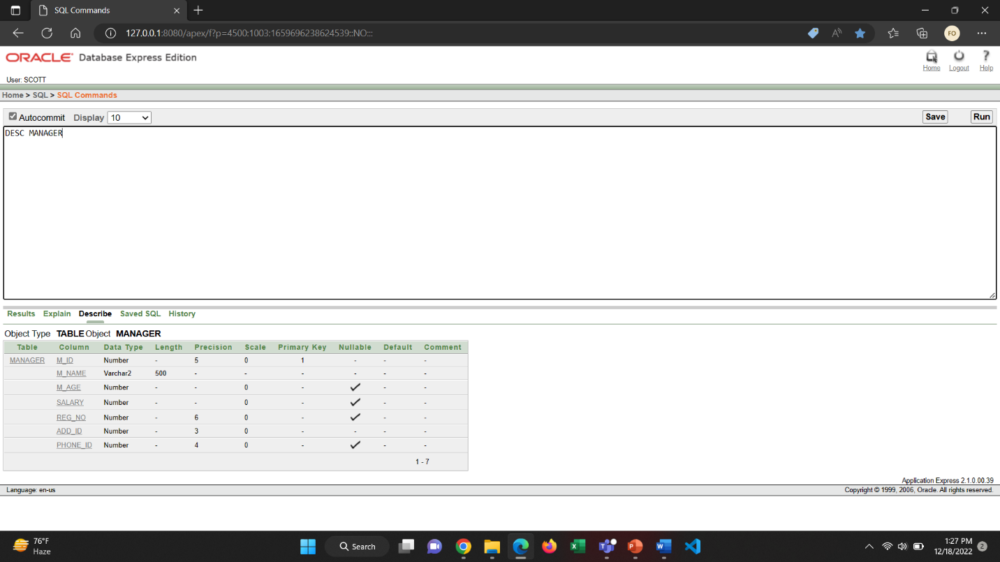 SQL Commands
127.0.0.1:8080/apex/f?p=4500:1003:1659696238624539::NO:::
FO
ORACLE Database Express Edition
Home Logout Help
User: SCOTT
Home > SQL > SQL Commands
Autocommit Display 10 Save Run
DESC MANAGER
Results Explain Describe Saved SQL History
Object Type TABLE Object MANAGER
Table Column Data Type Length Precision Scale Primary Key Nullable Default Comment
MANAGER M_ID Number - 5 0 1 - - -
M_NAME Varchar2 500 - - - - - -
M_AGE Number - - 0 - ✓ - -
SALARY Number - - 0 - ✓ - -
REG_NO Number - 6 0 - ✓ - -
ADD_ID Number - 3 0 - - - -
PHONE_ID Number - 4 0 - ✓ - -
1 - 7
Application Express 2.1.0.00.39
Language: en-us Copyright © 1999, 2006, Oracle. All rights reserved.
76°F
Haze
Search
1:27 PM
12/18/2022
2